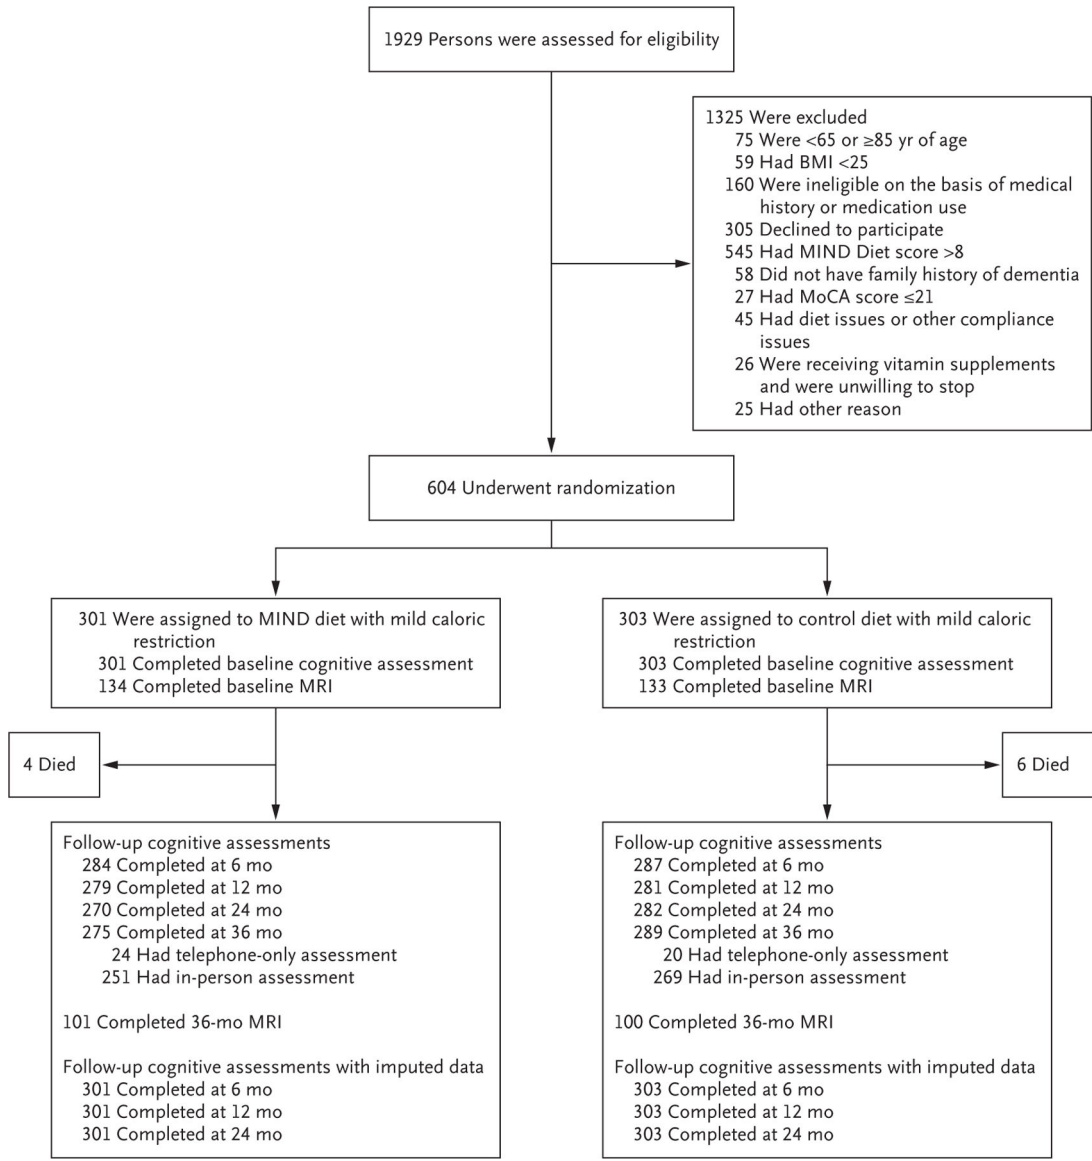 1929 Persons were assessed for eligibility
1325 Were excluded
75 Were <65 or ≥85 yr of age
59 Had BMI <25
160 Were ineligible on the basis of medical
history or medication use
305 Declined to participate
545 Had MIND Diet score >8
58 Did not have family history of dementia
27 Had MoCA score ≤21
45 Had diet issues or other compliance
issues
26 Were receiving vitamin supplements
and were unwilling to stop
25 Had other reason
604 Underwent randomization
301 Were assigned to MIND diet with mild caloric
restriction
301 Completed baseline cognitive assessment
134 Completed baseline MRI
303 Were assigned to control diet with mild caloric
restriction
303 Completed baseline cognitive assessment
133 Completed baseline MRI
4 Died
6 Died
Follow-up cognitive assessments
284 Completed at 6 mo
279 Completed at 12 mo
270 Completed at 24 mo
275 Completed at 36 mo
24 Had telephone-only assessment
251 Had in-person assessment
101 Completed 36-mo MRI
Follow-up cognitive assessments with imputed data
301 Completed at 6 mo
301 Completed at 12 mo
301 Completed at 24 mo
Follow-up cognitive assessments
287 Completed at 6 mo
281 Completed at 12 mo
282 Completed at 24 mo
289 Completed at 36 mo
20 Had telephone-only assessment
269 Had in-person assessment
100 Completed 36-mo MRI
Follow-up cognitive assessments with imputed data
303 Completed at 6 mo
303 Completed at 12 mo
303 Completed at 24 mo